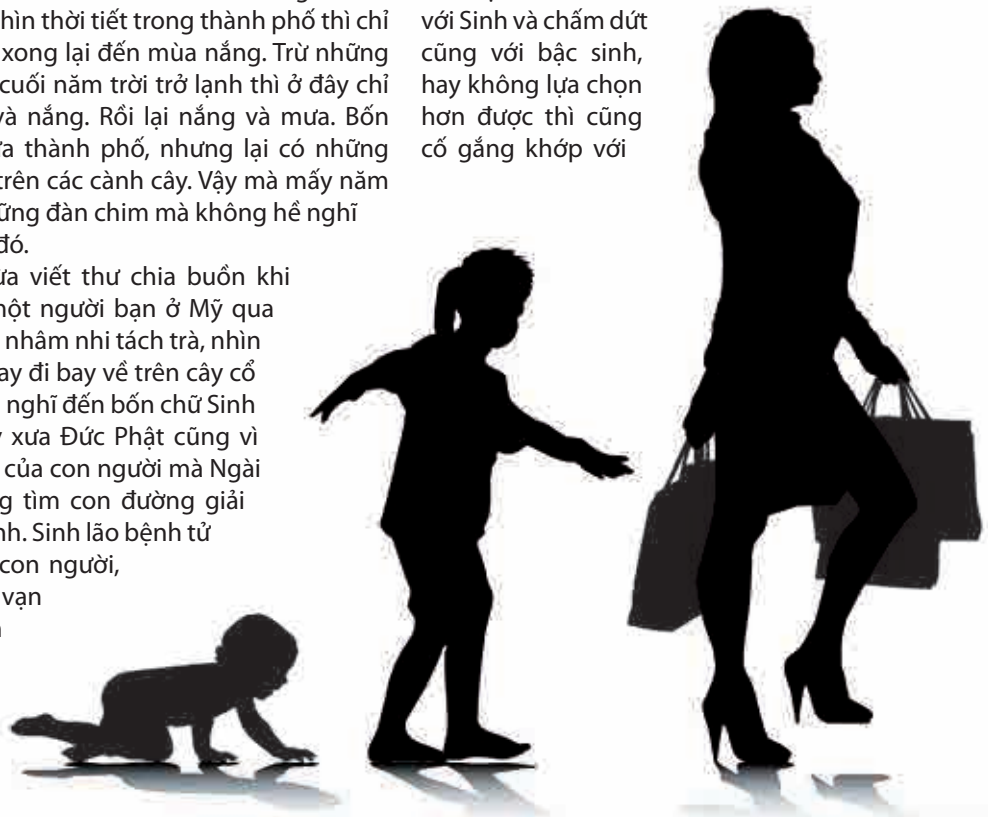 hìn thời tiết trong thành phố thì chỉ
xong lại đến mùa nắng. Trừ những
cuối năm trời trở lạnh thì ở đây chỉ
và nắng. Rồi lại nắng và mưa. Bốn
a thành phố, nhưng lại có những
trên các cành cây. Vậy mà mấy năm
ững đàn chim mà không hề nghĩ
đó.
ưa viết thư chia buồn khi
một người bạn ở Mỹ qua
nhâm nhi tách trà, nhìn
ay đi bay về trên cây cổ
nghĩ đến bốn chữ Sinh
xưa Đức Phật cũng vì
của con người mà Ngài
g tìm con đường giải
nh. Sinh lão bệnh tử
con người,
vạn
với Sinh và chấm dứt
cũng với bậc sinh,
hay không lựa chọn
hơn được thì cũng
cố gắng khớp với